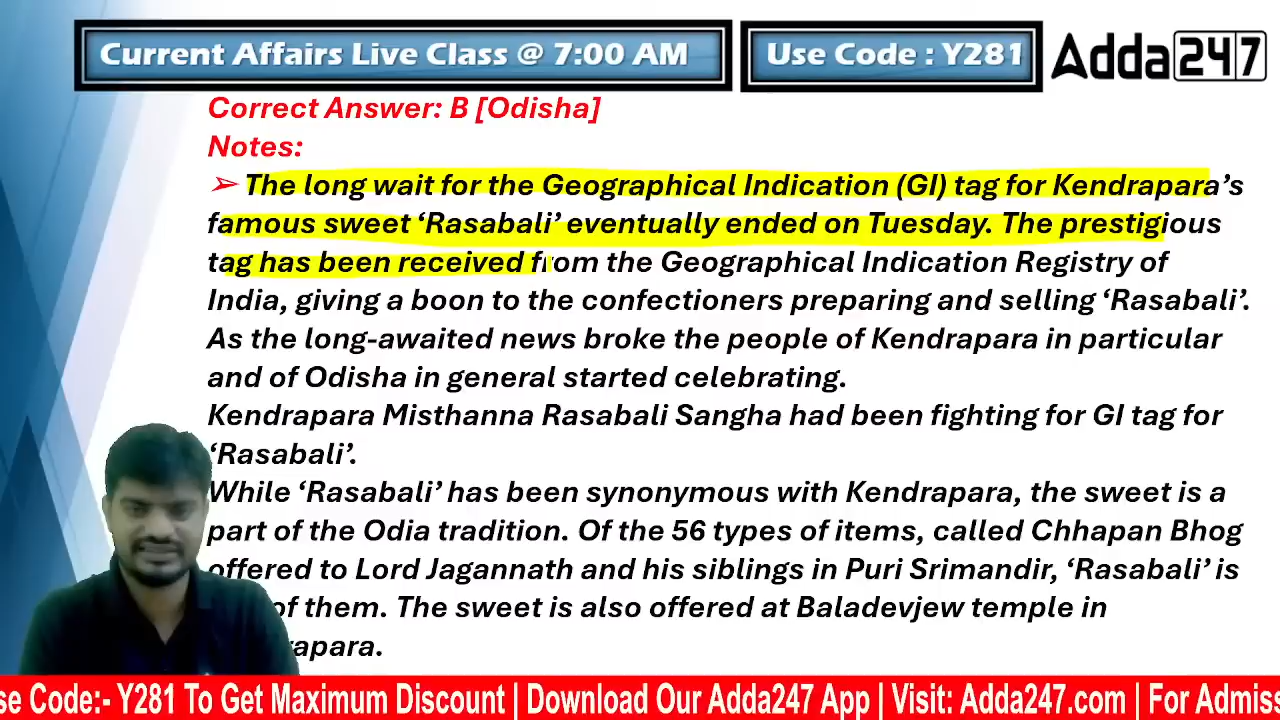 Current Affairs Live Class @ 7:00 AM
Use Code : Y281
Adda247
Correct Answer: B [Odisha]
Notes:
➢ The long wait for the Geographical Indication (GI) tag for Kendrapara’s
famous sweet ‘Rasabali’ eventually ended on Tuesday. The prestigious
tag has been received from the Geographical Indication Registry of
India, giving a boon to the confectioners preparing and selling ‘Rasabali’.
As the long-awaited news broke the people of Kendrapara in particular
and of Odisha in general started celebrating.
Kendrapara Misthanna Rasabali Sangha had been fighting for GI tag for
‘Rasabali’.
While ‘Rasabali’ has been synonymous with Kendrapara, the sweet is a
part of the Odia tradition. Of the 56 types of items, called Chhapan Bhog
offered to Lord Jagannath and his siblings in Puri Srimandir, ‘Rasabali’ is
of them. The sweet is also offered at Baladevjew temple in
rapara.
se Code:- Y281 To Get Maximum Discount | Download Our Adda247 App | Visit: Adda247.com | For Admiss